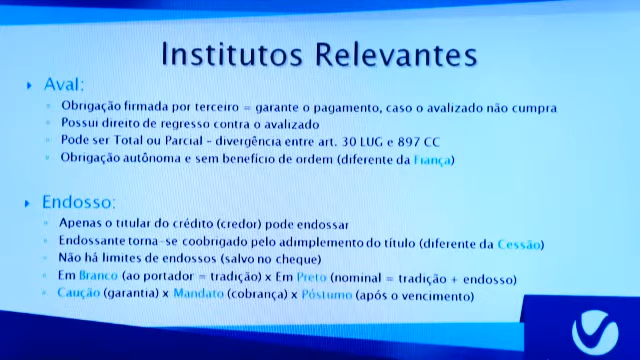 Institutos Relevantes
Aval:
Obrigação firmada por terceiro = garante o pagamento, caso o avalizado não cumpra
Possui direito de regresso contra o avalizado
Pode ser Total ou Parcial – divergência entre art. 30 LUG e 897 CC
Obrigação autônoma e sem benefício de ordem (diferente da Fiança)
Endosso:
Apenas o titular do crédito (credor) pode endossar
Endossante torna-se coobrigado pelo adimplemento do título (diferente da Cessão)
Não há limites de endossos (salvo no cheque)
Em Branco (ao portador = tradição) x Em Preto (nominal = tradição + endosso)
Caução (garantia) x Mandato (cobrança) x Póstumo (após o vencimento)